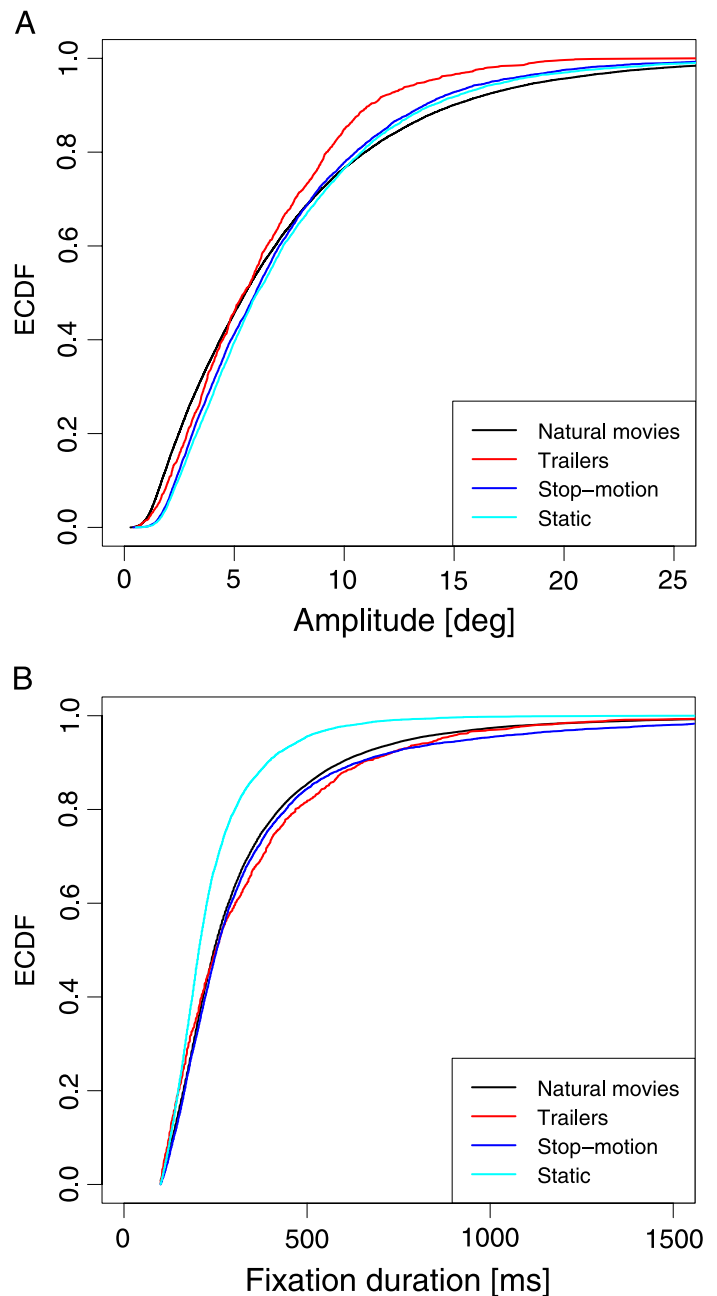 A
ECDF
1.0
0.8
0.6
0.4
0.2
0.0
Natural movies
Trailers
Stop−motion
Static
0 5 10 15 20 25
Amplitude [deg]
B
ECDF
1.0
0.8
0.6
0.4
0.2
0.0
Natural movies
Trailers
Stop−motion
Static
0 500 1000 1500
Fixation duration [ms]